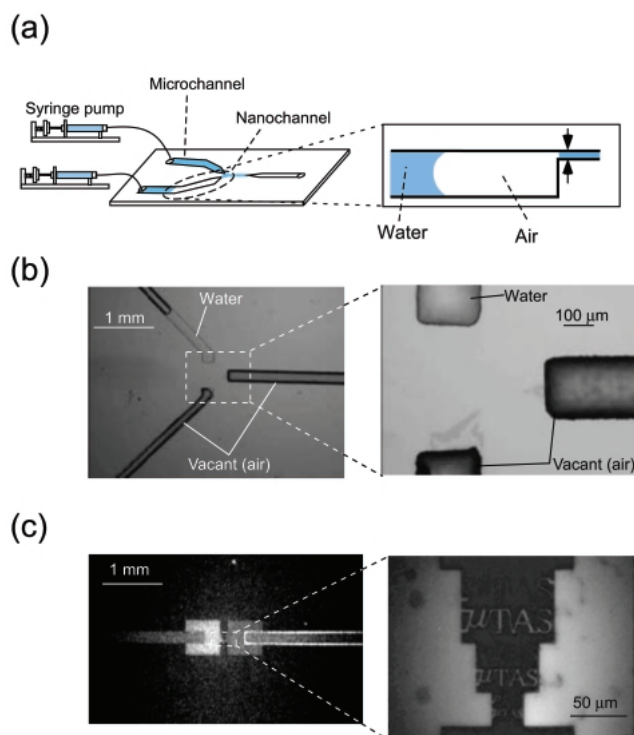 (a)
Microchannel
Syringe pump
Nanochannel
Water
Air
(b)
Water
1 mm
Vacant (air)
Water
100 μm
Vacant (air)
(c)
1 mm
μTAS
μTAS
50 μm